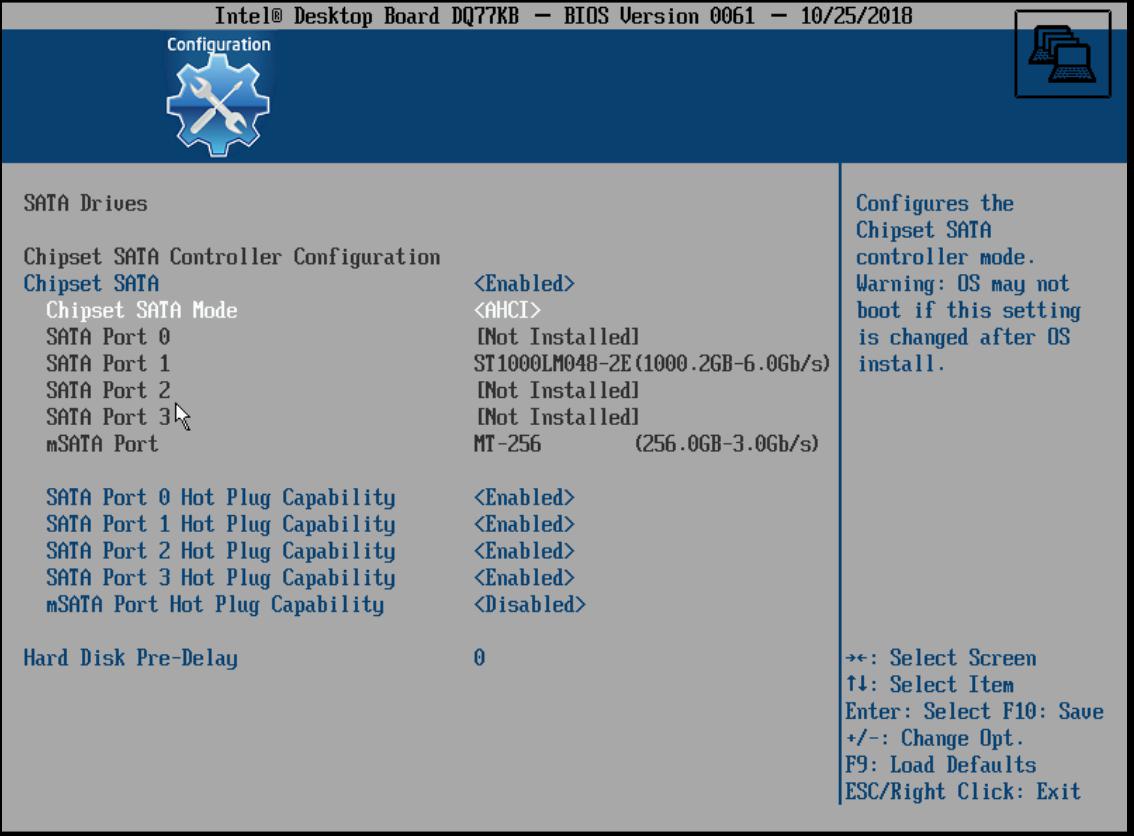 Intel® Desktop Board DQ77KB — BIOS Version 0061 — 10/25/2018
Configuration
SATA Drives
Chipset SATA Controller Configuration
Chipset SATA <Enabled>
Chipset SATA Mode <AHCI>
SATA Port 0 [Not Installed]
SATA Port 1 ST1000LM048-2E(1000.2GB-6.0Gb/s)
SATA Port 2 [Not Installed]
SATA Port 3 [Not Installed]
mSATA Port MT-256 (256.0GB-3.0Gb/s)
SATA Port 0 Hot Plug Capability <Enabled>
SATA Port 1 Hot Plug Capability <Enabled>
SATA Port 2 Hot Plug Capability <Enabled>
SATA Port 3 Hot Plug Capability <Enabled>
mSATA Port Hot Plug Capability <Disabled>
Hard Disk Pre-Delay 0
Configures the
Chipset SATA
controller mode.
Warning: OS may not
boot if this setting
is changed after OS
install.
→←: Select Screen
↑↓: Select Item
Enter: Select F10: Save
+/-: Change Opt.
F9: Load Defaults
ESC/Right Click: Exit